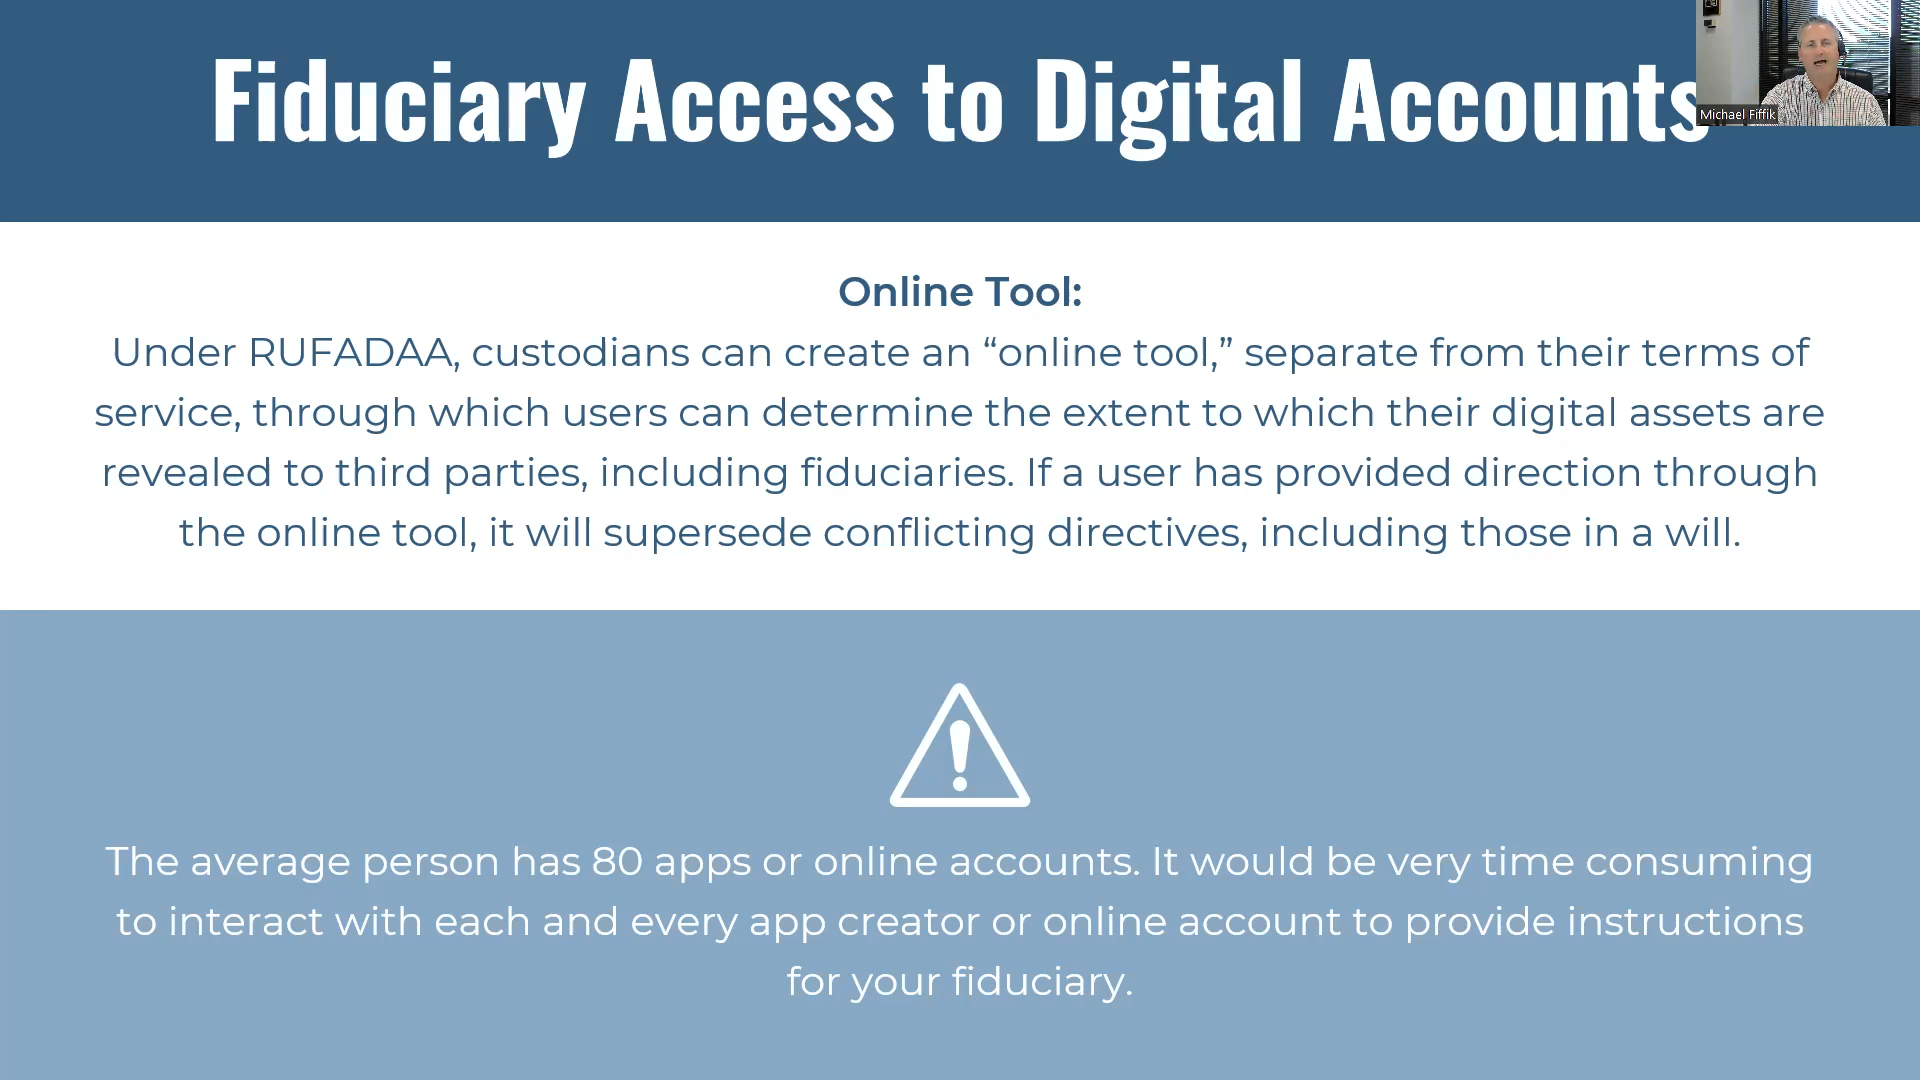 Fiduciary Access to Digital Accounts
Michael Fiffik
Online Tool:
Under RUFADAA, custodians can create an “online tool,” separate from their terms of
service, through which users can determine the extent to which their digital assets are
revealed to third parties, including fiduciaries. If a user has provided direction through
the online tool, it will supersede conflicting directives, including those in a will.
The average person has 80 apps or online accounts. It would be very time consuming
to interact with each and every app creator or online account to provide instructions
for your fiduciary.